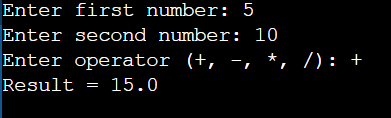 Enter first number: 5
Enter second number: 10
Enter operator (+, -, *, /): +
Result = 15.0